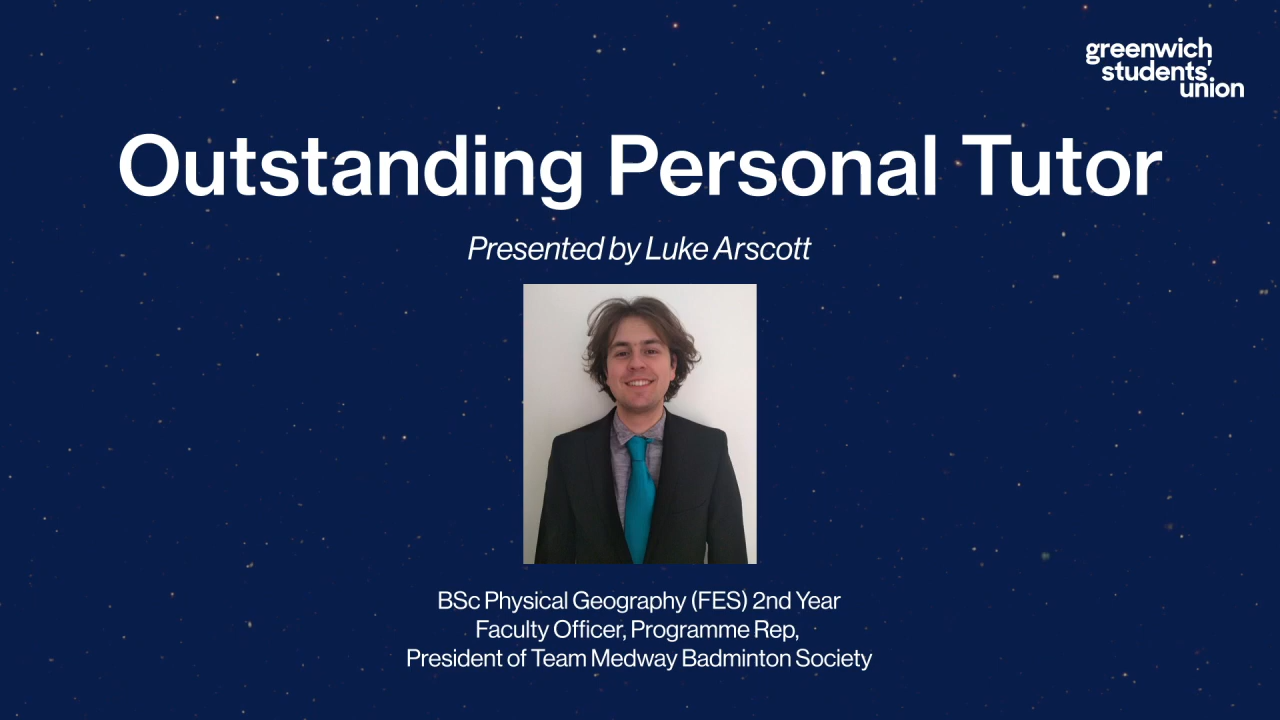 greenwich
students'
union
Outstanding Personal Tutor
Presented by Luke Arscott
BSc Physical Geography (FES) 2nd Year
Faculty Officer, Programme Rep,
President of Team Medway Badminton Society